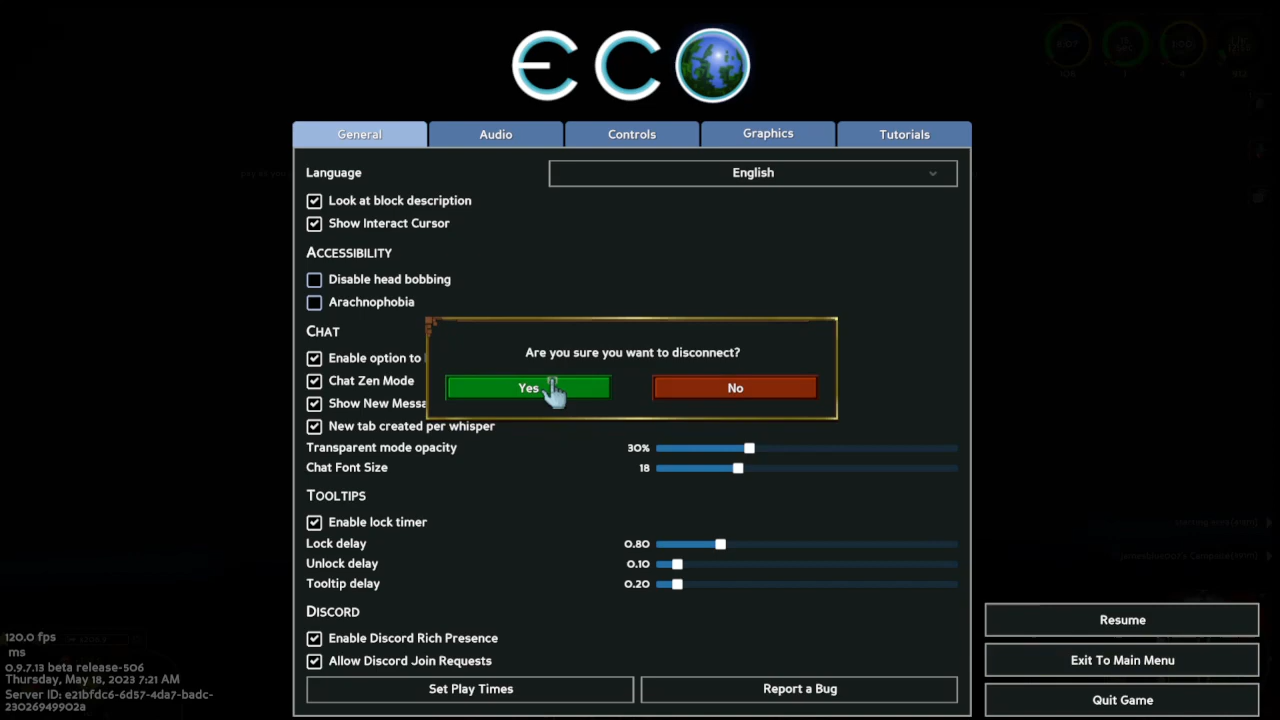 ECO
General
Audio
Controls
Graphics
Tutorials
Language
English
Look at block description
Show Interact Cursor
ACCESSIBILITY
Disable head bobbing
Arachnophobia
CHAT
Enable option to
Chat Zen Mode
Show New Messa
New tab created per whisper
Transparent mode opacity
30%
Chat Font Size
18
Are you sure you want to disconnect?
Yes
No
TOOLTIPS
Enable lock timer
Lock delay
0.80
Unlock delay
0.10
Tooltip delay
0.20
DISCORD
Enable Discord Rich Presence
Allow Discord Join Requests
Set Play Times
Report a Bug
Resume
Exit To Main Menu
Quit Game
120.0 fps
ms
0.9.7.13 beta release-506
Thursday, May 18, 2023 7:21 AM
Server ID: e21bfdc6-6d57-4da7-badc-
23026949902a